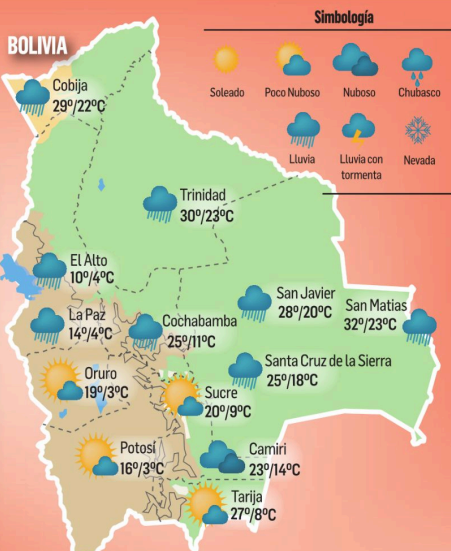 Simbología
BOLIVIA
Soleado
Poco Nuboso
Nuboso
Chubasco
Lluvia
Lluvia con
tormenta
Nevada
Cobija
29º/22ºC
Trinidad
30º/23ºC
El Alto
10º/4ºC
La Paz
14º/4ºC
Cochabamba
25º/11ºC
San Javier
28º/20ºC
San Matias
32º/23ºC
Santa Cruz de la Sierra
25º/18ºC
Oruro
19º/3ºC
Sucre
20º/9ºC
Potosí
16º/3ºC
Camiri
23º/14ºC
Tarija
27º/8ºC